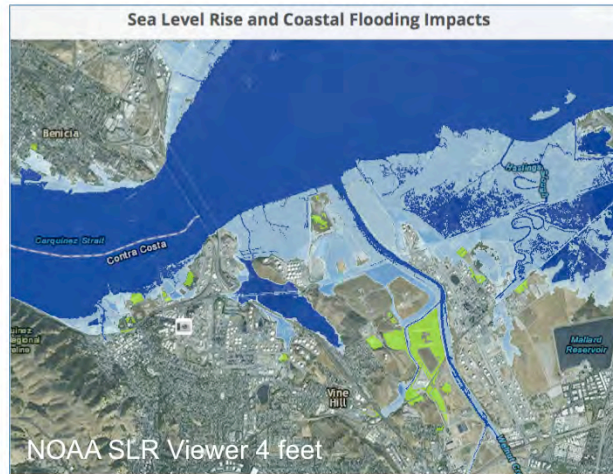 Sea Level Rise and Coastal Flooding Impacts
Benicia
Hastings
Carquinez Strait
Contra Costa
Mallard
Reservoir
Vine
Hill
NOAA SLR Viewer 4 feet